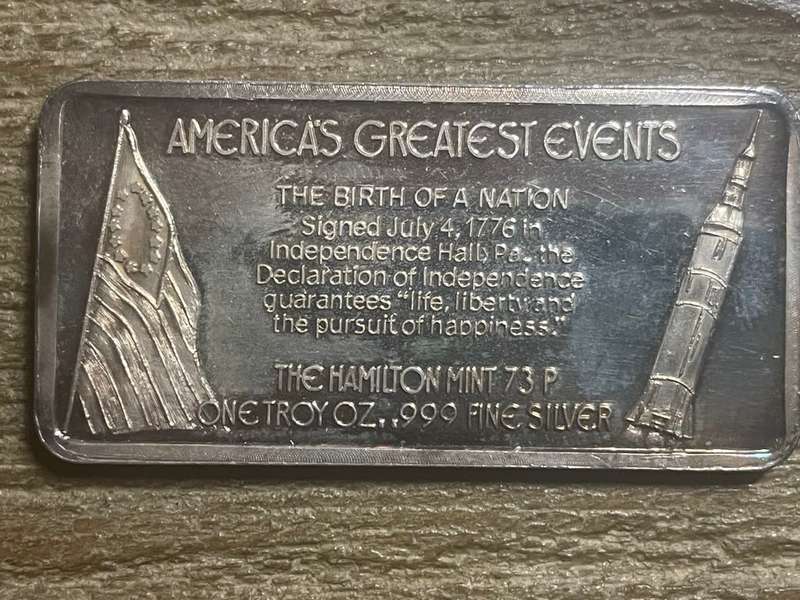 AMERICA'S GREATEST EVENTS
THE BIRTH OF A NATION
Signed July 4, 1776 in
Independence Hall, Pa., the
Declaration of Independence
guarantees "life, liberty and
the pursuit of happiness."
THE HAMILTON MINT 73 P
ONE TROY OZ. .999 FINE SILVER